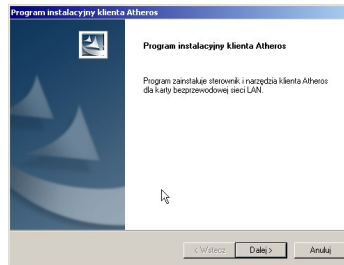 Program instalacyjny klienta Atheros
Program instalacyjny klienta Atheros
Program zainstaluje sterownik i narzędzia klienta Atheros
dla karty bezprzewodowej sieci LAN.
< Wstecz Dalej > Anuluj